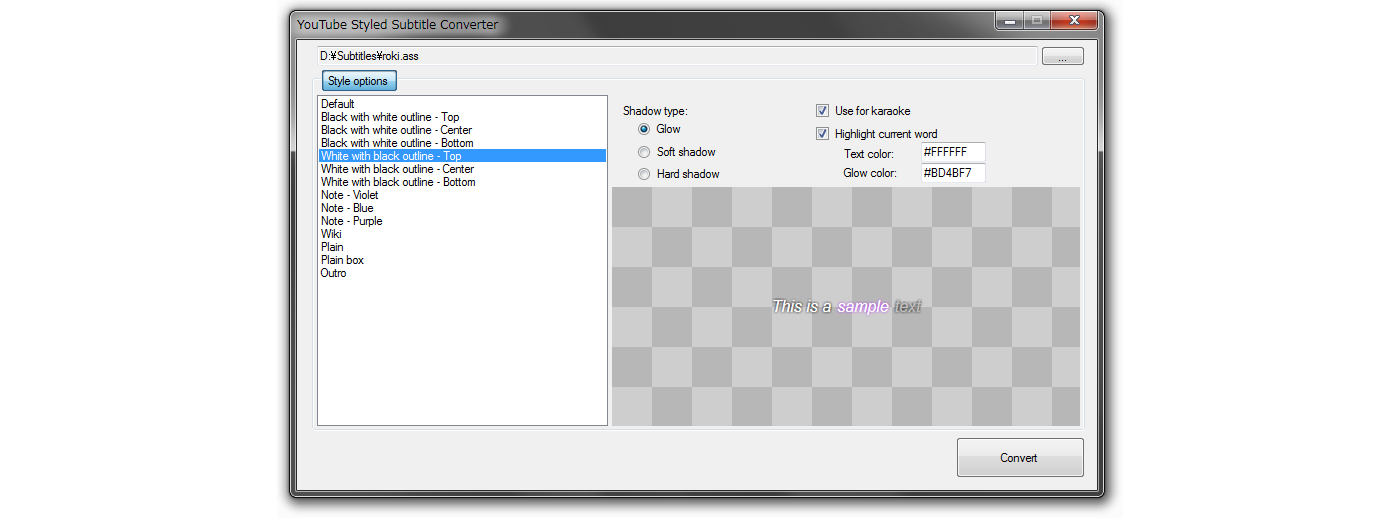 YouTube Styled Subtitle Converter
D:¥Subtitles¥roki.ass
...
Style options
Default
Black with white outline - Top
Black with white outline - Center
Black with white outline - Bottom
White with black outline - Top
White with black outline - Center
White with black outline - Bottom
Note - Violet
Note - Blue
Note - Purple
Wiki
Plain
Plain box
Outro
Shadow type:
Glow
Soft shadow
Hard shadow
Use for karaoke
Highlight current word
Text color: #FFFFFF
Glow color: #BD4BF7
This is a sample text
Convert